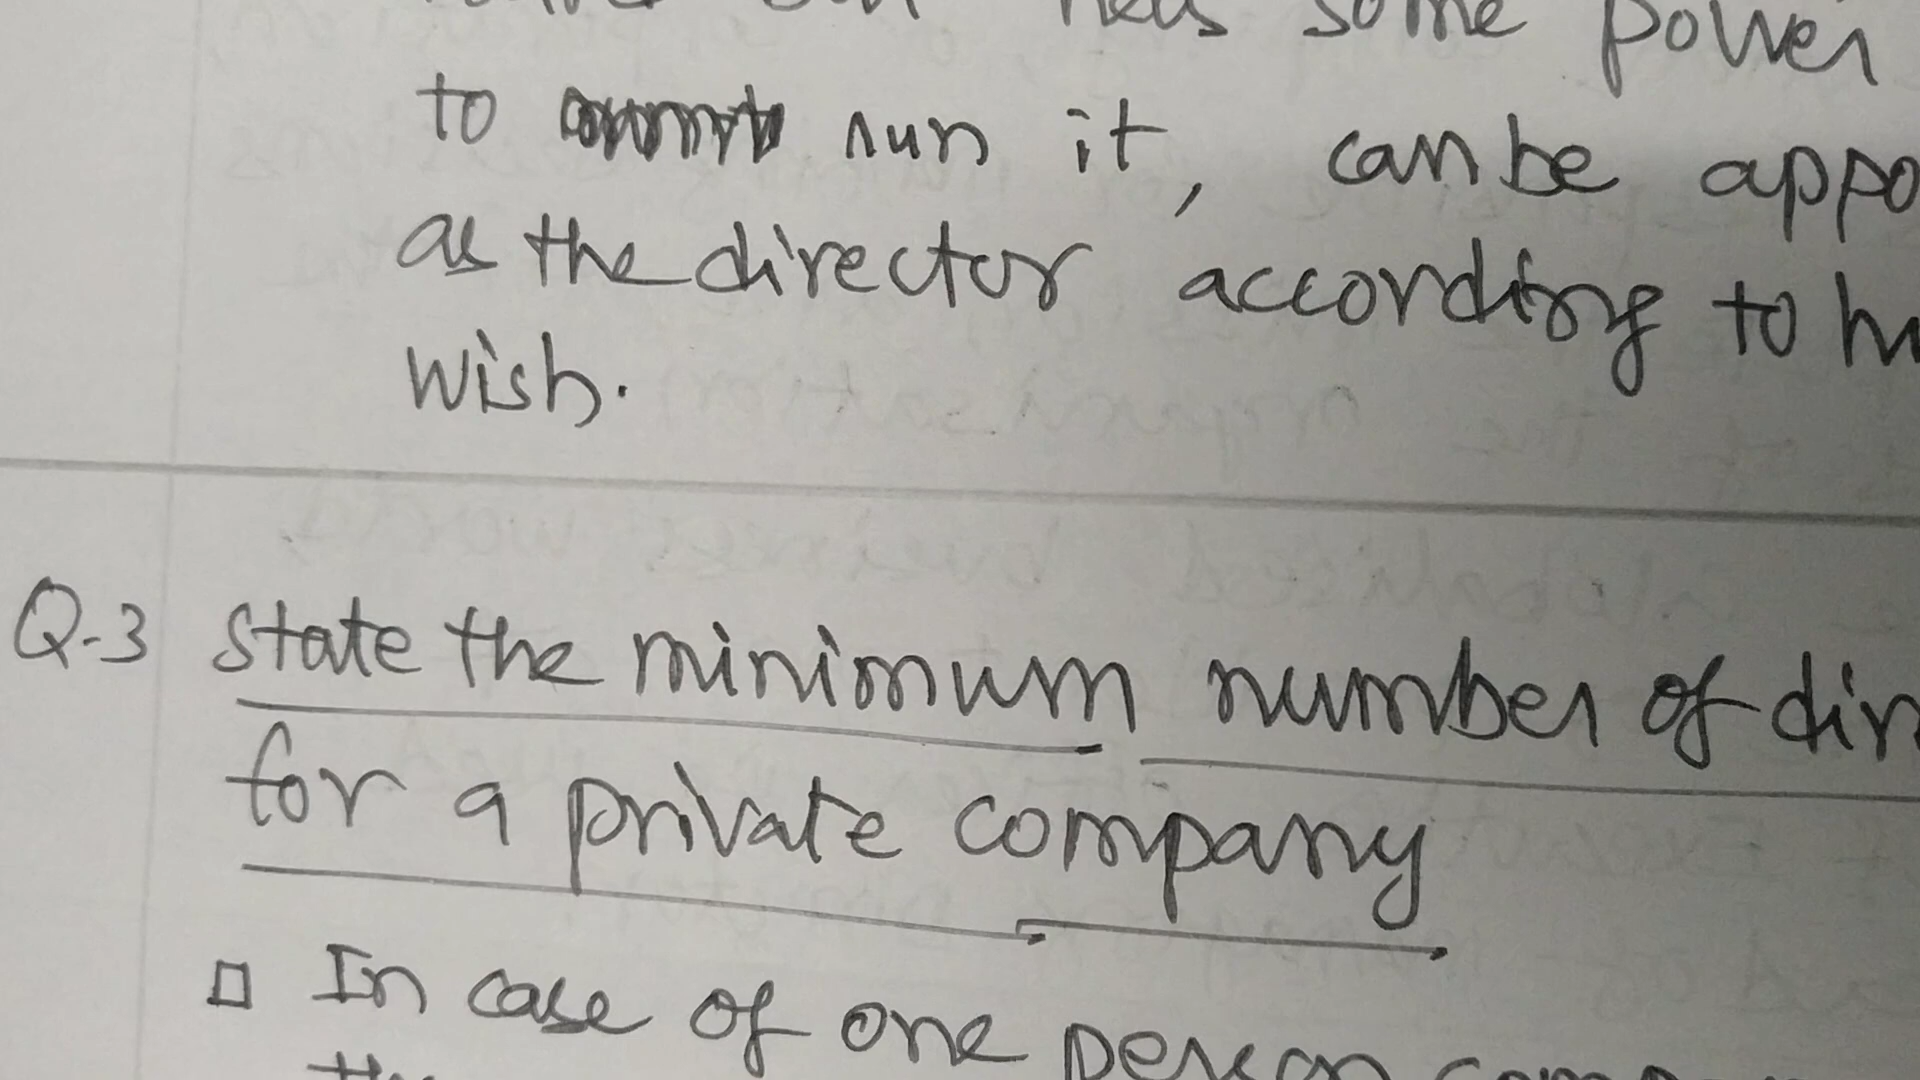 some power
to run it, can be appo
as the director according to
wish.
Q-3 State the minimum number of dir
for a private company
□ In case of one person